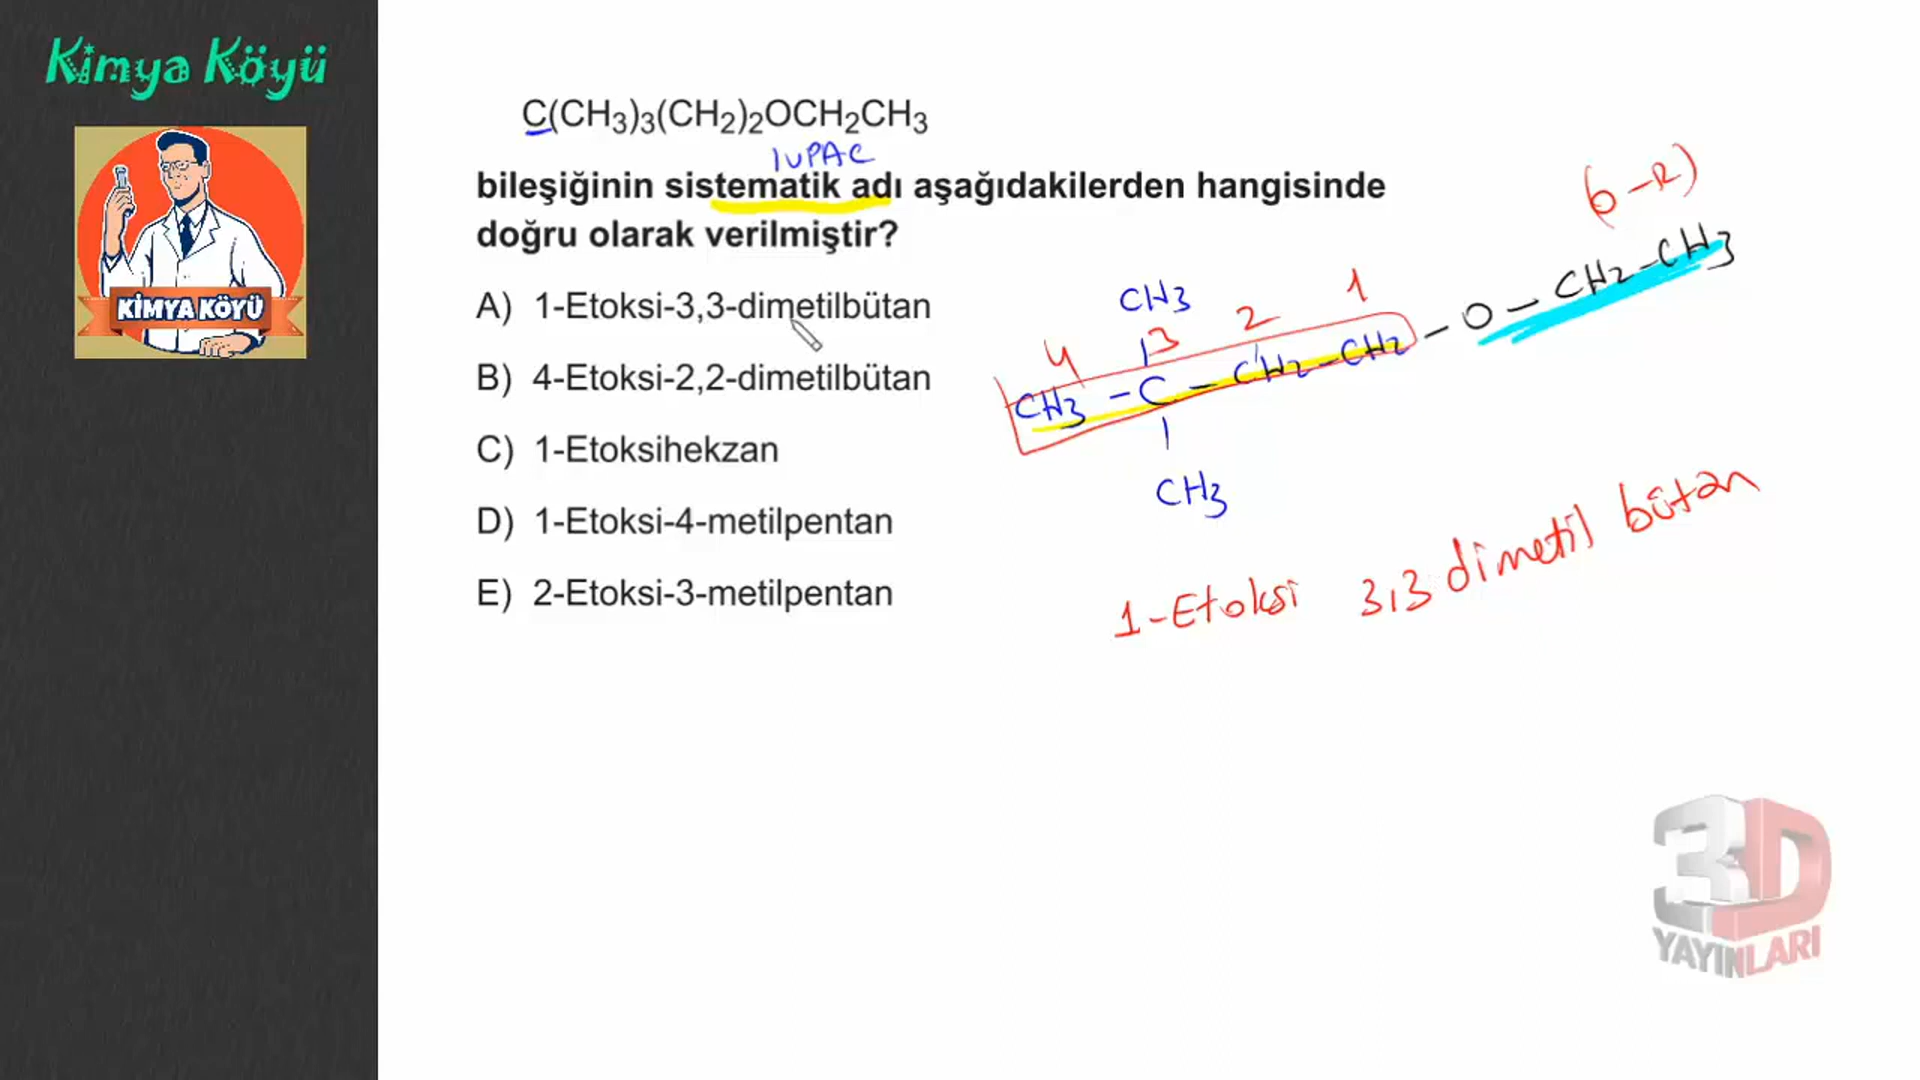 Kimya Köyü
KİMYA KÖYÜ
C(CH₃)₃(CH₂)₂OCH₂CH₃
IUPAC
bileşiğinin sistematik adı aşağıdakilerden hangisinde
doğru olarak verilmiştir?
A) 1-Etoksi-3,3-dimetilbütan
B) 4-Etoksi-2,2-dimetilbütan
C) 1-Etoksihekzan
D) 1-Etoksi-4-metilpentan
E) 2-Etoksi-3-metilpentan
CH3
4 3 2 1
CH3 - C - CH2 - CH2 - O - CH2 - CH3
CH3
1-Etoksi 3,3 dimetil bütan
3D
YAYINLARI